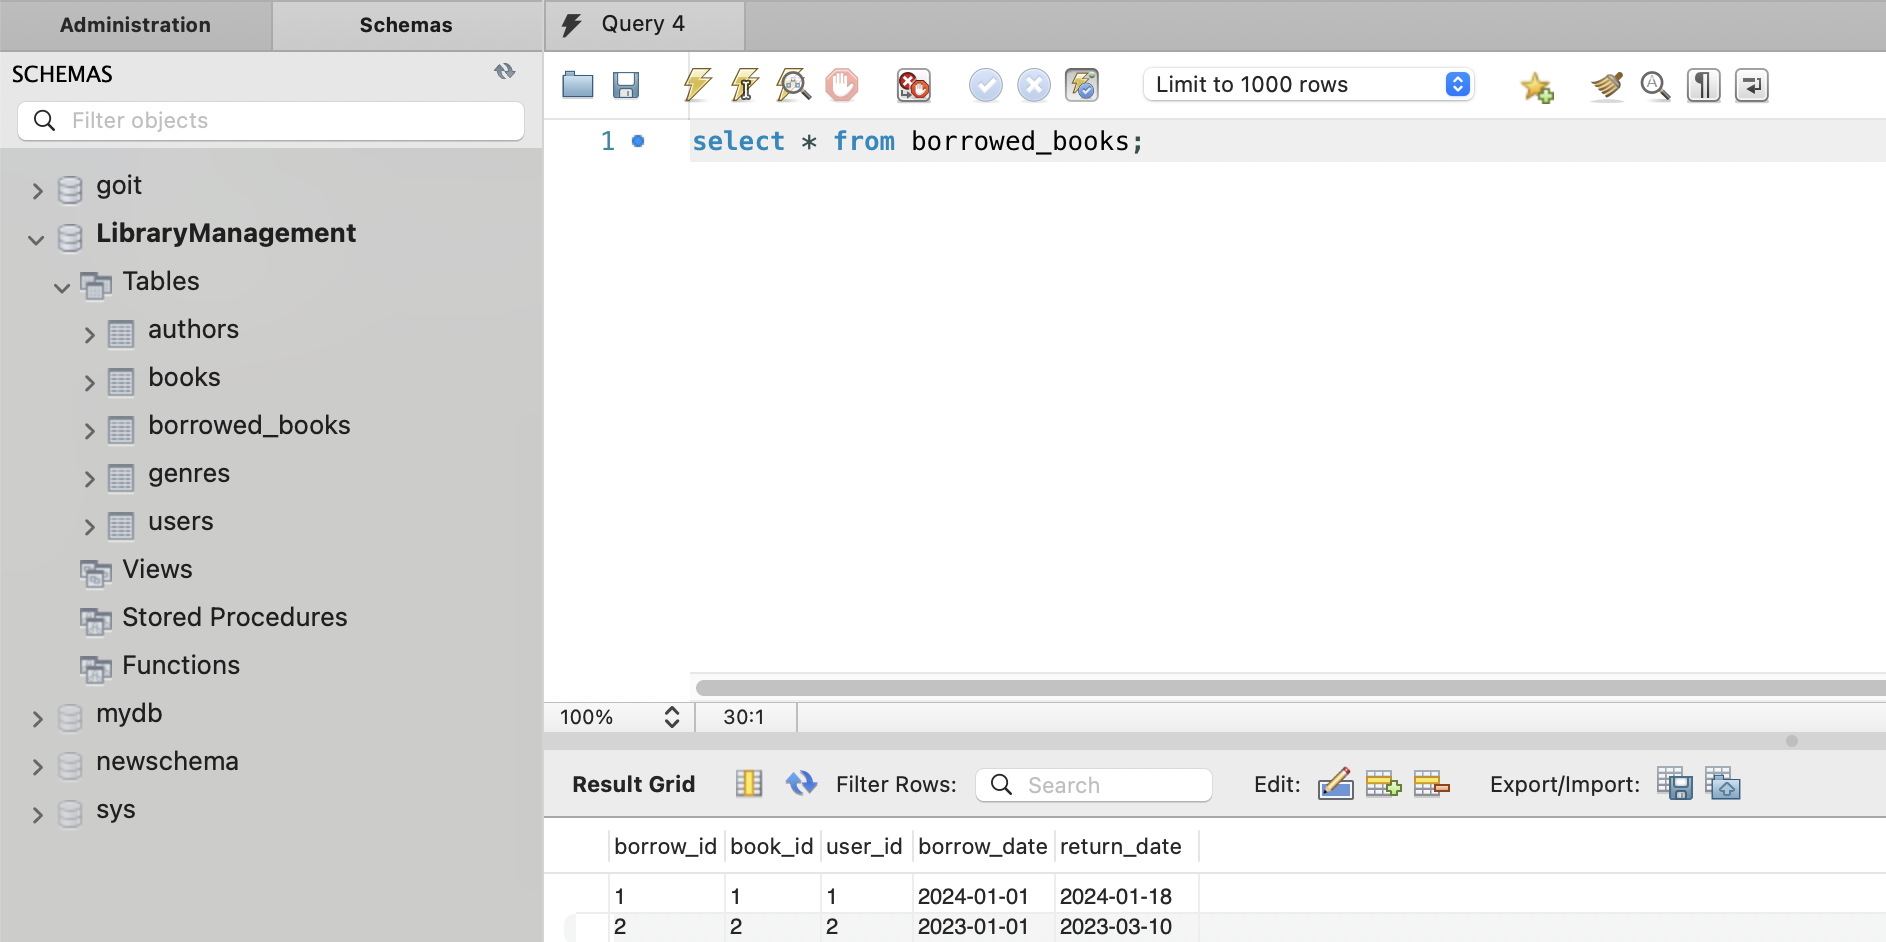 Administration
Schemas
Query 4
SCHEMAS
Filter objects
goit
LibraryManagement
Tables
authors
books
borrowed_books
genres
users
Views
Stored Procedures
Functions
mydb
newschema
sys
Limit to 1000 rows
1 select * from borrowed_books;
100% 30:1
Result Grid Filter Rows: Search Edit: Export/Import:
borrow_id book_id user_id borrow_date return_date
1 1 1 2024-01-01 2024-01-18
2 2 2 2023-01-01 2023-03-10